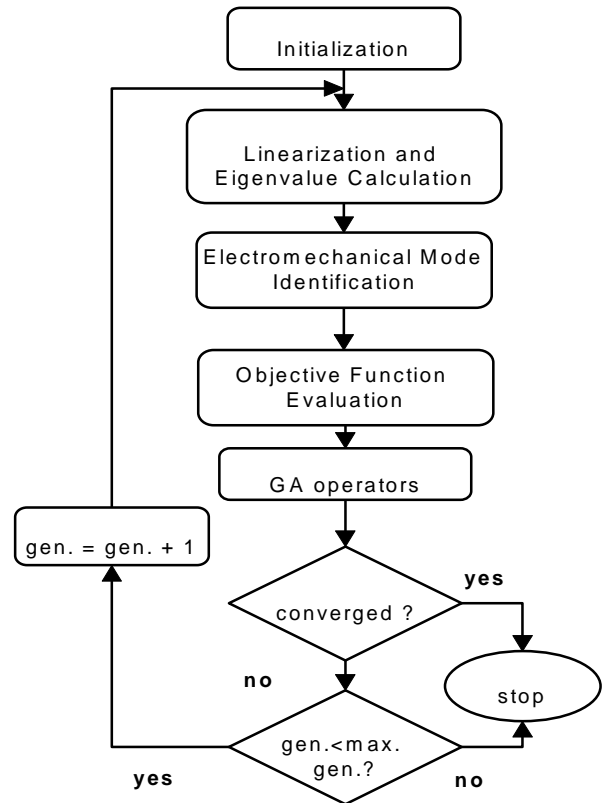 Initialization
Linearization and
Eigenvalue Calculation
Electromechanical Mode
Identification
Objective Function
Evaluation
GA operators
gen. = gen. + 1
converged ?
yes
no
stop
gen.<max.
gen.?
yes
no